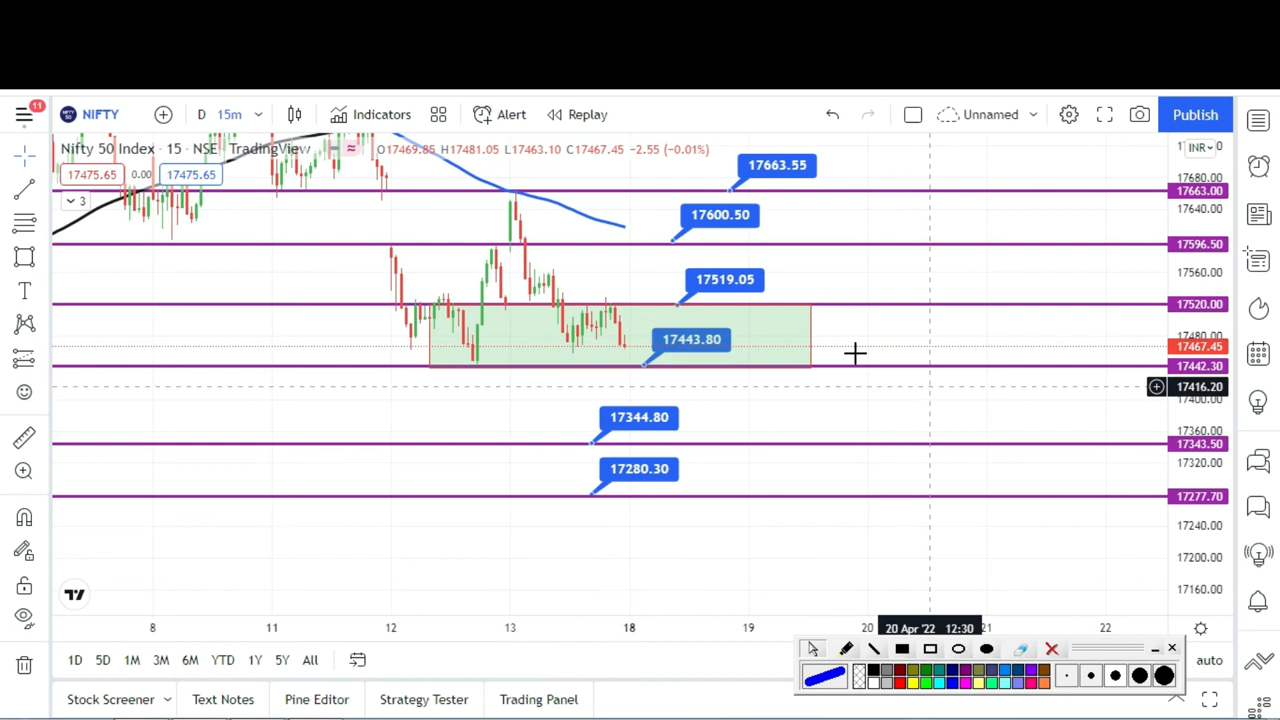 11
NIFTY
D
15m
Indicators
Alert
Replay
Unnamed
Publish
Nifty 50 Index · 15 · NSE TradingView
O17469.85 H17481.05 L17463.10 C17467.45 −2.55 (−0.01%)
INR
17475.65
0.00
17475.65
3
17663.55
17600.50
17519.05
17443.80
17344.80
17280.30
17680.00
17663.00
17640.00
17596.50
17560.00
17520.00
17480.00
17467.45
17442.30
17416.20
17400.00
17360.00
17343.50
17320.00
17277.70
17240.00
17200.00
17160.00
8
11
12
13
18
19
20
20 Apr '22 12:30
21
22
1D 5D 1M 3M 6M YTD 1Y 5Y All
auto
Stock Screener
Text Notes
Pine Editor
Strategy Tester
Trading Panel